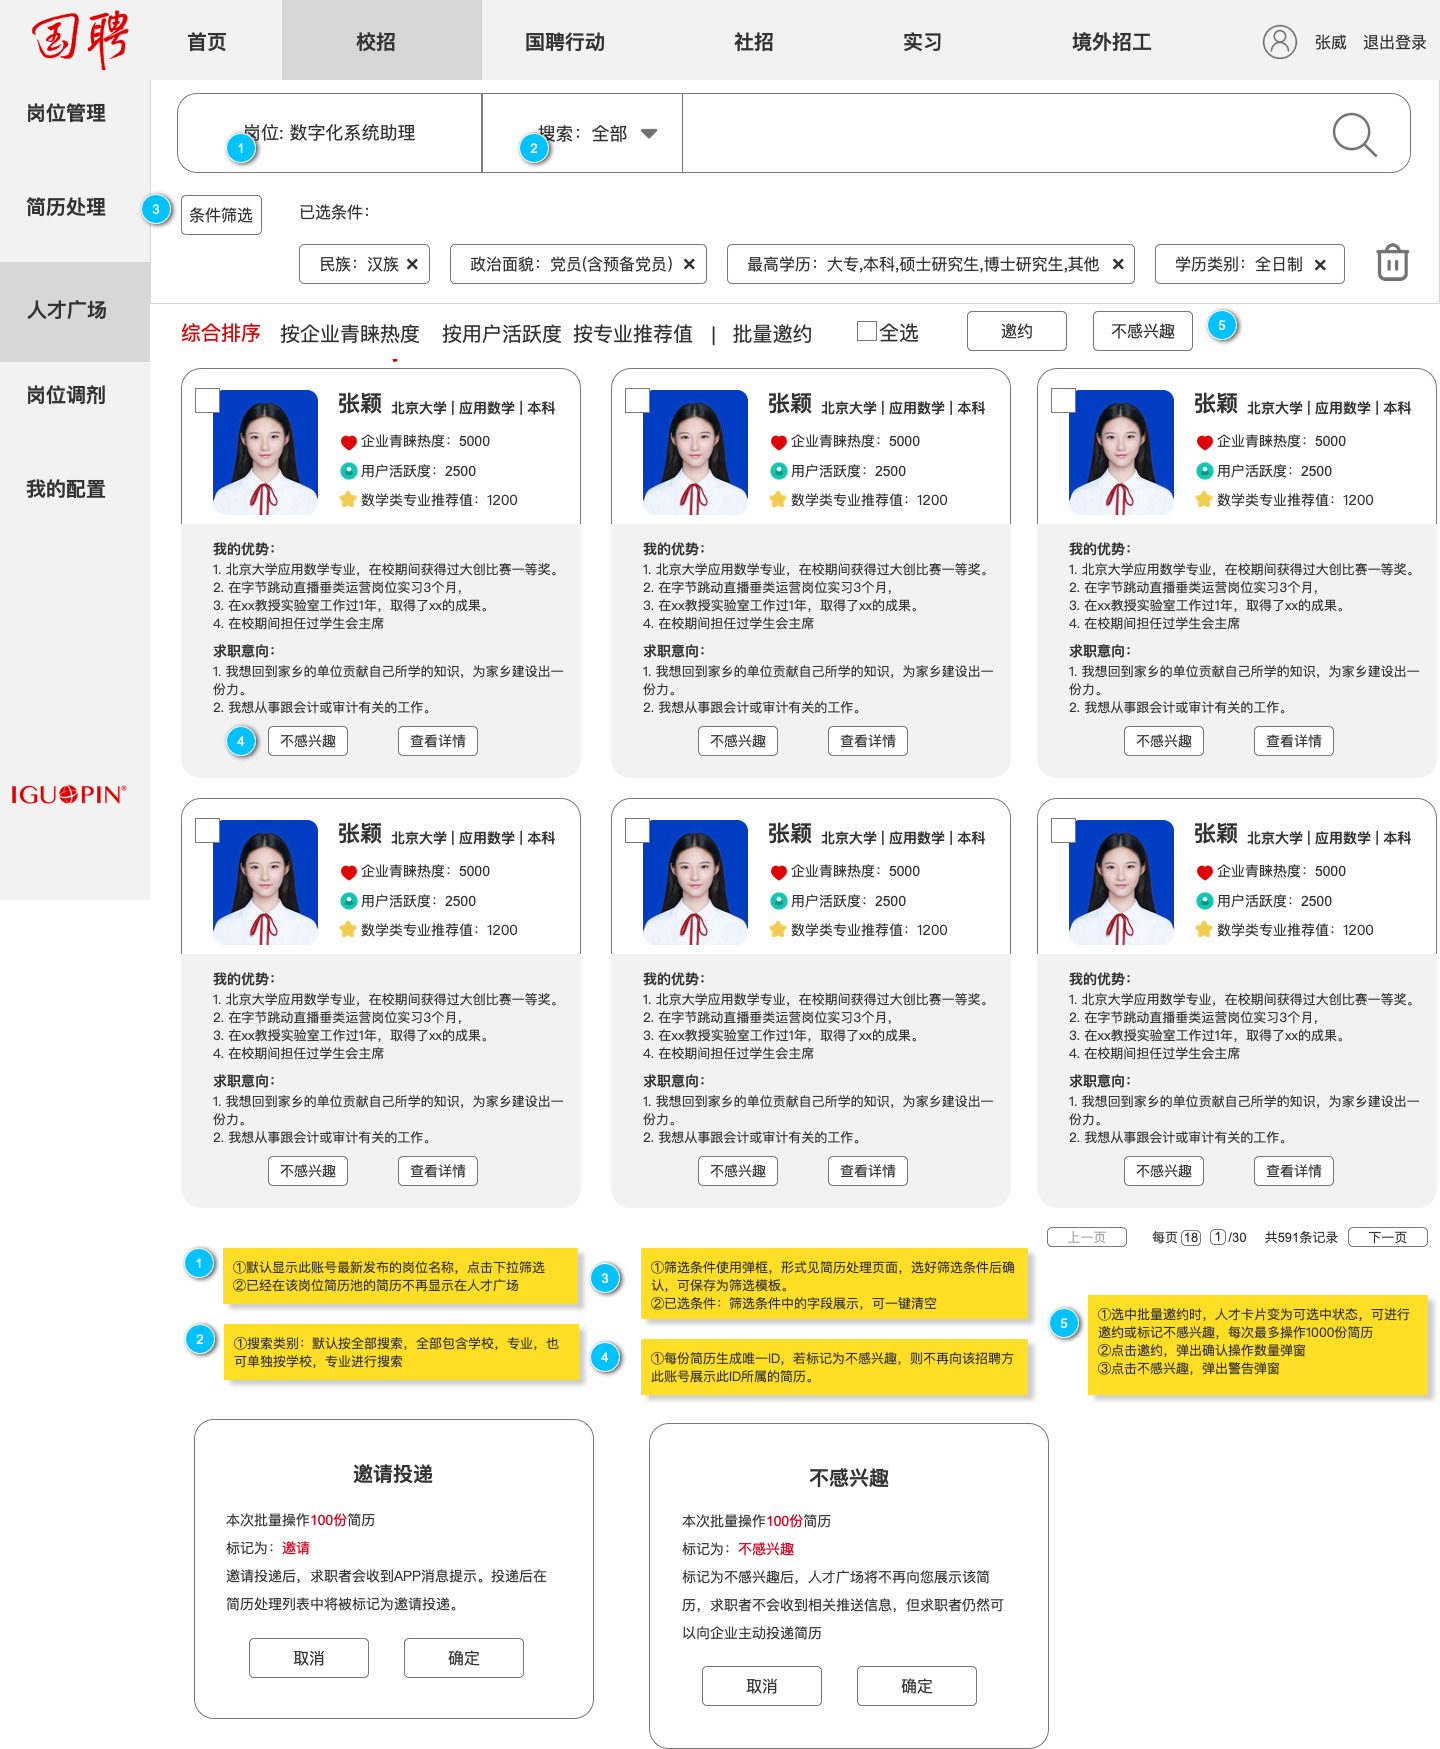 国聘
首页
校招
国聘行动
社招
实习
境外招工
张威
退出登录
岗位管理
简历处理
人才广场
岗位调剂
我的配置
IGUOPIN®
岗位: 数字化系统助理
1
搜索：全部
2
3
条件筛选
已选条件：
民族：汉族 ×
政治面貌：党员(含预备党员) ×
最高学历：大专,本科,硕士研究生,博士研究生,其他 ×
学历类别：全日制 ×
综合排序
按企业青睐热度
按用户活跃度
按专业推荐值
|
批量邀约
全选
邀约
不感兴趣
5
张颖 北京大学 | 应用数学 | 本科
企业青睐热度：5000
用户活跃度：2500
数学类专业推荐值：1200
我的优势：
1. 北京大学应用数学专业，在校期间获得过大创比赛一等奖。
2. 在字节跳动直播垂类运营岗位实习3个月，
3. 在xx教授实验室工作过1年，取得了xx的成果。
4. 在校期间担任过学生会主席
求职意向：
1. 我想回到家乡的单位贡献自己所学的知识，为家乡建设出一
份力。
2. 我想从事跟会计或审计有关的工作。
4
不感兴趣
查看详情
张颖 北京大学 | 应用数学 | 本科
企业青睐热度：5000
用户活跃度：2500
数学类专业推荐值：1200
我的优势：
1. 北京大学应用数学专业，在校期间获得过大创比赛一等奖。
2. 在字节跳动直播垂类运营岗位实习3个月，
3. 在xx教授实验室工作过1年，取得了xx的成果。
4. 在校期间担任过学生会主席
求职意向：
1. 我想回到家乡的单位贡献自己所学的知识，为家乡建设出一
份力。
2. 我想从事跟会计或审计有关的工作。
不感兴趣
查看详情
张颖 北京大学 | 应用数学 | 本科
企业青睐热度：5000
用户活跃度：2500
数学类专业推荐值：1200
我的优势：
1. 北京大学应用数学专业，在校期间获得过大创比赛一等奖。
2. 在字节跳动直播垂类运营岗位实习3个月，
3. 在xx教授实验室工作过1年，取得了xx的成果。
4. 在校期间担任过学生会主席
求职意向：
1. 我想回到家乡的单位贡献自己所学的知识，为家乡建设出一
份力。
2. 我想从事跟会计或审计有关的工作。
不感兴趣
查看详情
张颖 北京大学 | 应用数学 | 本科
企业青睐热度：5000
用户活跃度：2500
数学类专业推荐值：1200
我的优势：
1. 北京大学应用数学专业，在校期间获得过大创比赛一等奖。
2. 在字节跳动直播垂类运营岗位实习3个月，
3. 在xx教授实验室工作过1年，取得了xx的成果。
4. 在校期间担任过学生会主席
求职意向：
1. 我想回到家乡的单位贡献自己所学的知识，为家乡建设出一
份力。
2. 我想从事跟会计或审计有关的工作。
不感兴趣
查看详情
张颖 北京大学 | 应用数学 | 本科
企业青睐热度：5000
用户活跃度：2500
数学类专业推荐值：1200
我的优势：
1. 北京大学应用数学专业，在校期间获得过大创比赛一等奖。
2. 在字节跳动直播垂类运营岗位实习3个月，
3. 在xx教授实验室工作过1年，取得了xx的成果。
4. 在校期间担任过学生会主席
求职意向：
1. 我想回到家乡的单位贡献自己所学的知识，为家乡建设出一
份力。
2. 我想从事跟会计或审计有关的工作。
不感兴趣
查看详情
张颖 北京大学 | 应用数学 | 本科
企业青睐热度：5000
用户活跃度：2500
数学类专业推荐值：1200
我的优势：
1. 北京大学应用数学专业，在校期间获得过大创比赛一等奖。
2. 在字节跳动直播垂类运营岗位实习3个月，
3. 在xx教授实验室工作过1年，取得了xx的成果。
4. 在校期间担任过学生会主席
求职意向：
1. 我想回到家乡的单位贡献自己所学的知识，为家乡建设出一
份力。
2. 我想从事跟会计或审计有关的工作。
不感兴趣
查看详情
上一页
每页 18
1 /30
共591条记录
下一页
1
①默认显示此账号最新发布的岗位名称，点击下拉筛选
②已经在该岗位简历池的简历不再显示在人才广场
2
①搜索类别：默认按全部搜索，全部包含学校，专业，也
可单独按学校，专业进行搜索
3
①筛选条件使用弹框，形式见简历处理页面，选好筛选条件后确
认，可保存为筛选模板。
②已选条件：筛选条件中的字段展示，可一键清空
4
①每份简历生成唯一ID，若标记为不感兴趣，则不再向该招聘方
此账号展示此ID所属的简历。
5
①选中批量邀约时，人才卡片变为可选中状态，可进行
邀约或标记不感兴趣，每次最多操作1000份简历
②点击邀约，弹出确认操作数量弹窗
③点击不感兴趣，弹出警告弹窗
邀请投递
本次批量操作100份简历
标记为：邀请
邀请投递后，求职者会收到APP消息提示。投递后在
简历处理列表中将被标记为邀请投递。
取消
确定
不感兴趣
本次批量操作100份简历
标记为：不感兴趣
标记为不感兴趣后，人才广场将不再向您展示该简
历，求职者不会收到相关推送信息，但求职者仍然可
以向企业主动投递简历
取消
确定